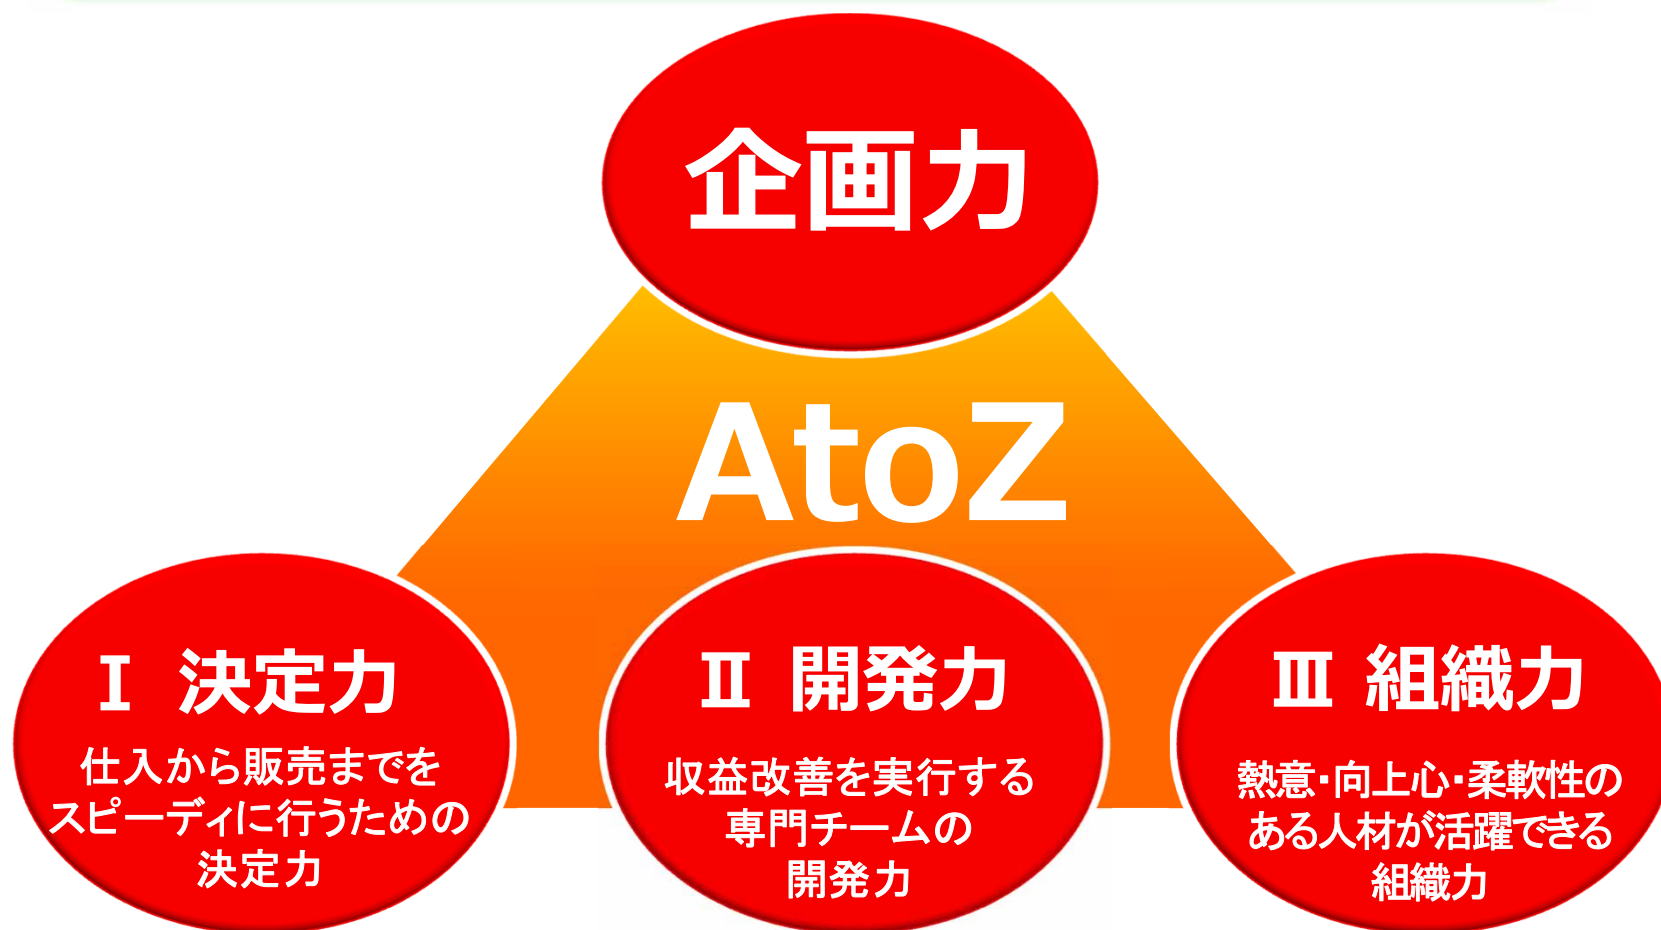 企画力
AtoZ
Ⅰ 決定力
仕入から販売までを
スピーディに行うための
決定力
Ⅱ 開発力
収益改善を実行する
専門チームの
開発力
Ⅲ 組織力
熱意・向上心・柔軟性の
ある人材が活躍できる
組織力